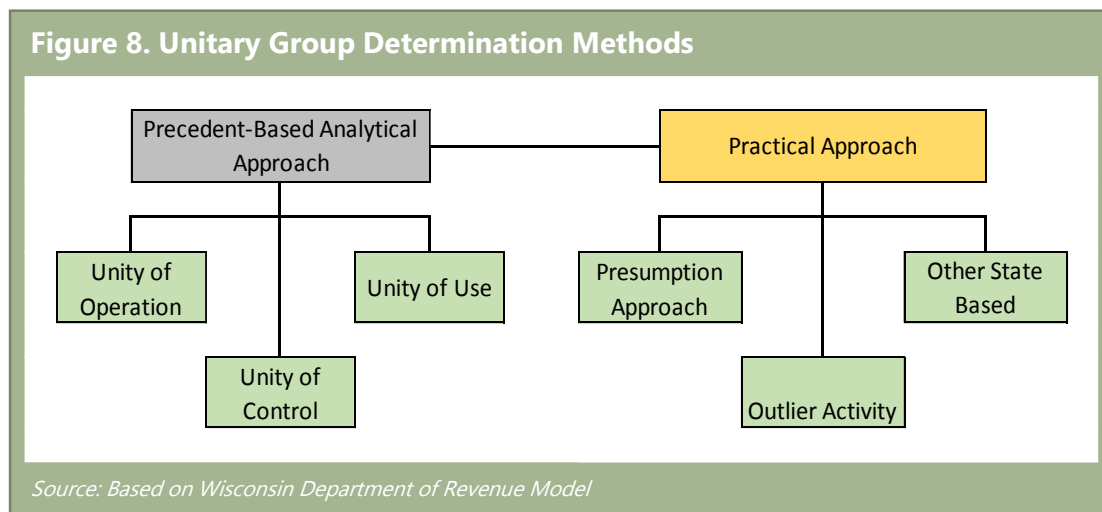 Figure 8. Unitary Group Determination Methods
Precedent-Based Analytical
Approach
Practical Approach
Unity of
Operation
Unity of Use
Presumption
Approach
Other State
Based
Unity of
Control
Outlier Activity
Source: Based on Wisconsin Department of Revenue Model